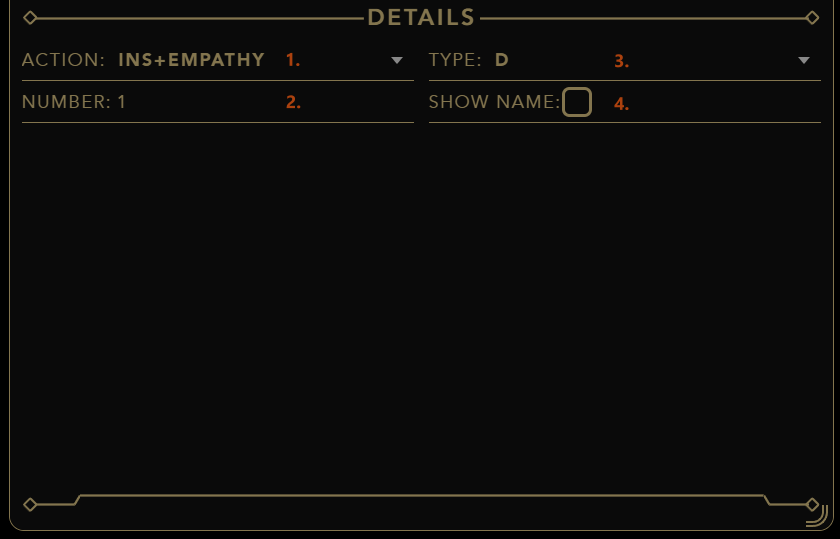 DETAILS
ACTION: INS+EMPATHY 1.
TYPE: D 3.
NUMBER: 1 2.
SHOW NAME: 4.